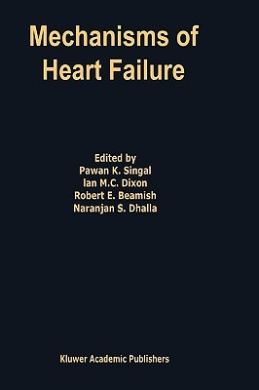 Mechanisms of
Heart Failure
Edited by
Pawan K. Singal
Ian M.C. Dixon
Robert E. Beamish
Naranjan S. Dhalla
Kluwer Academic Publishers